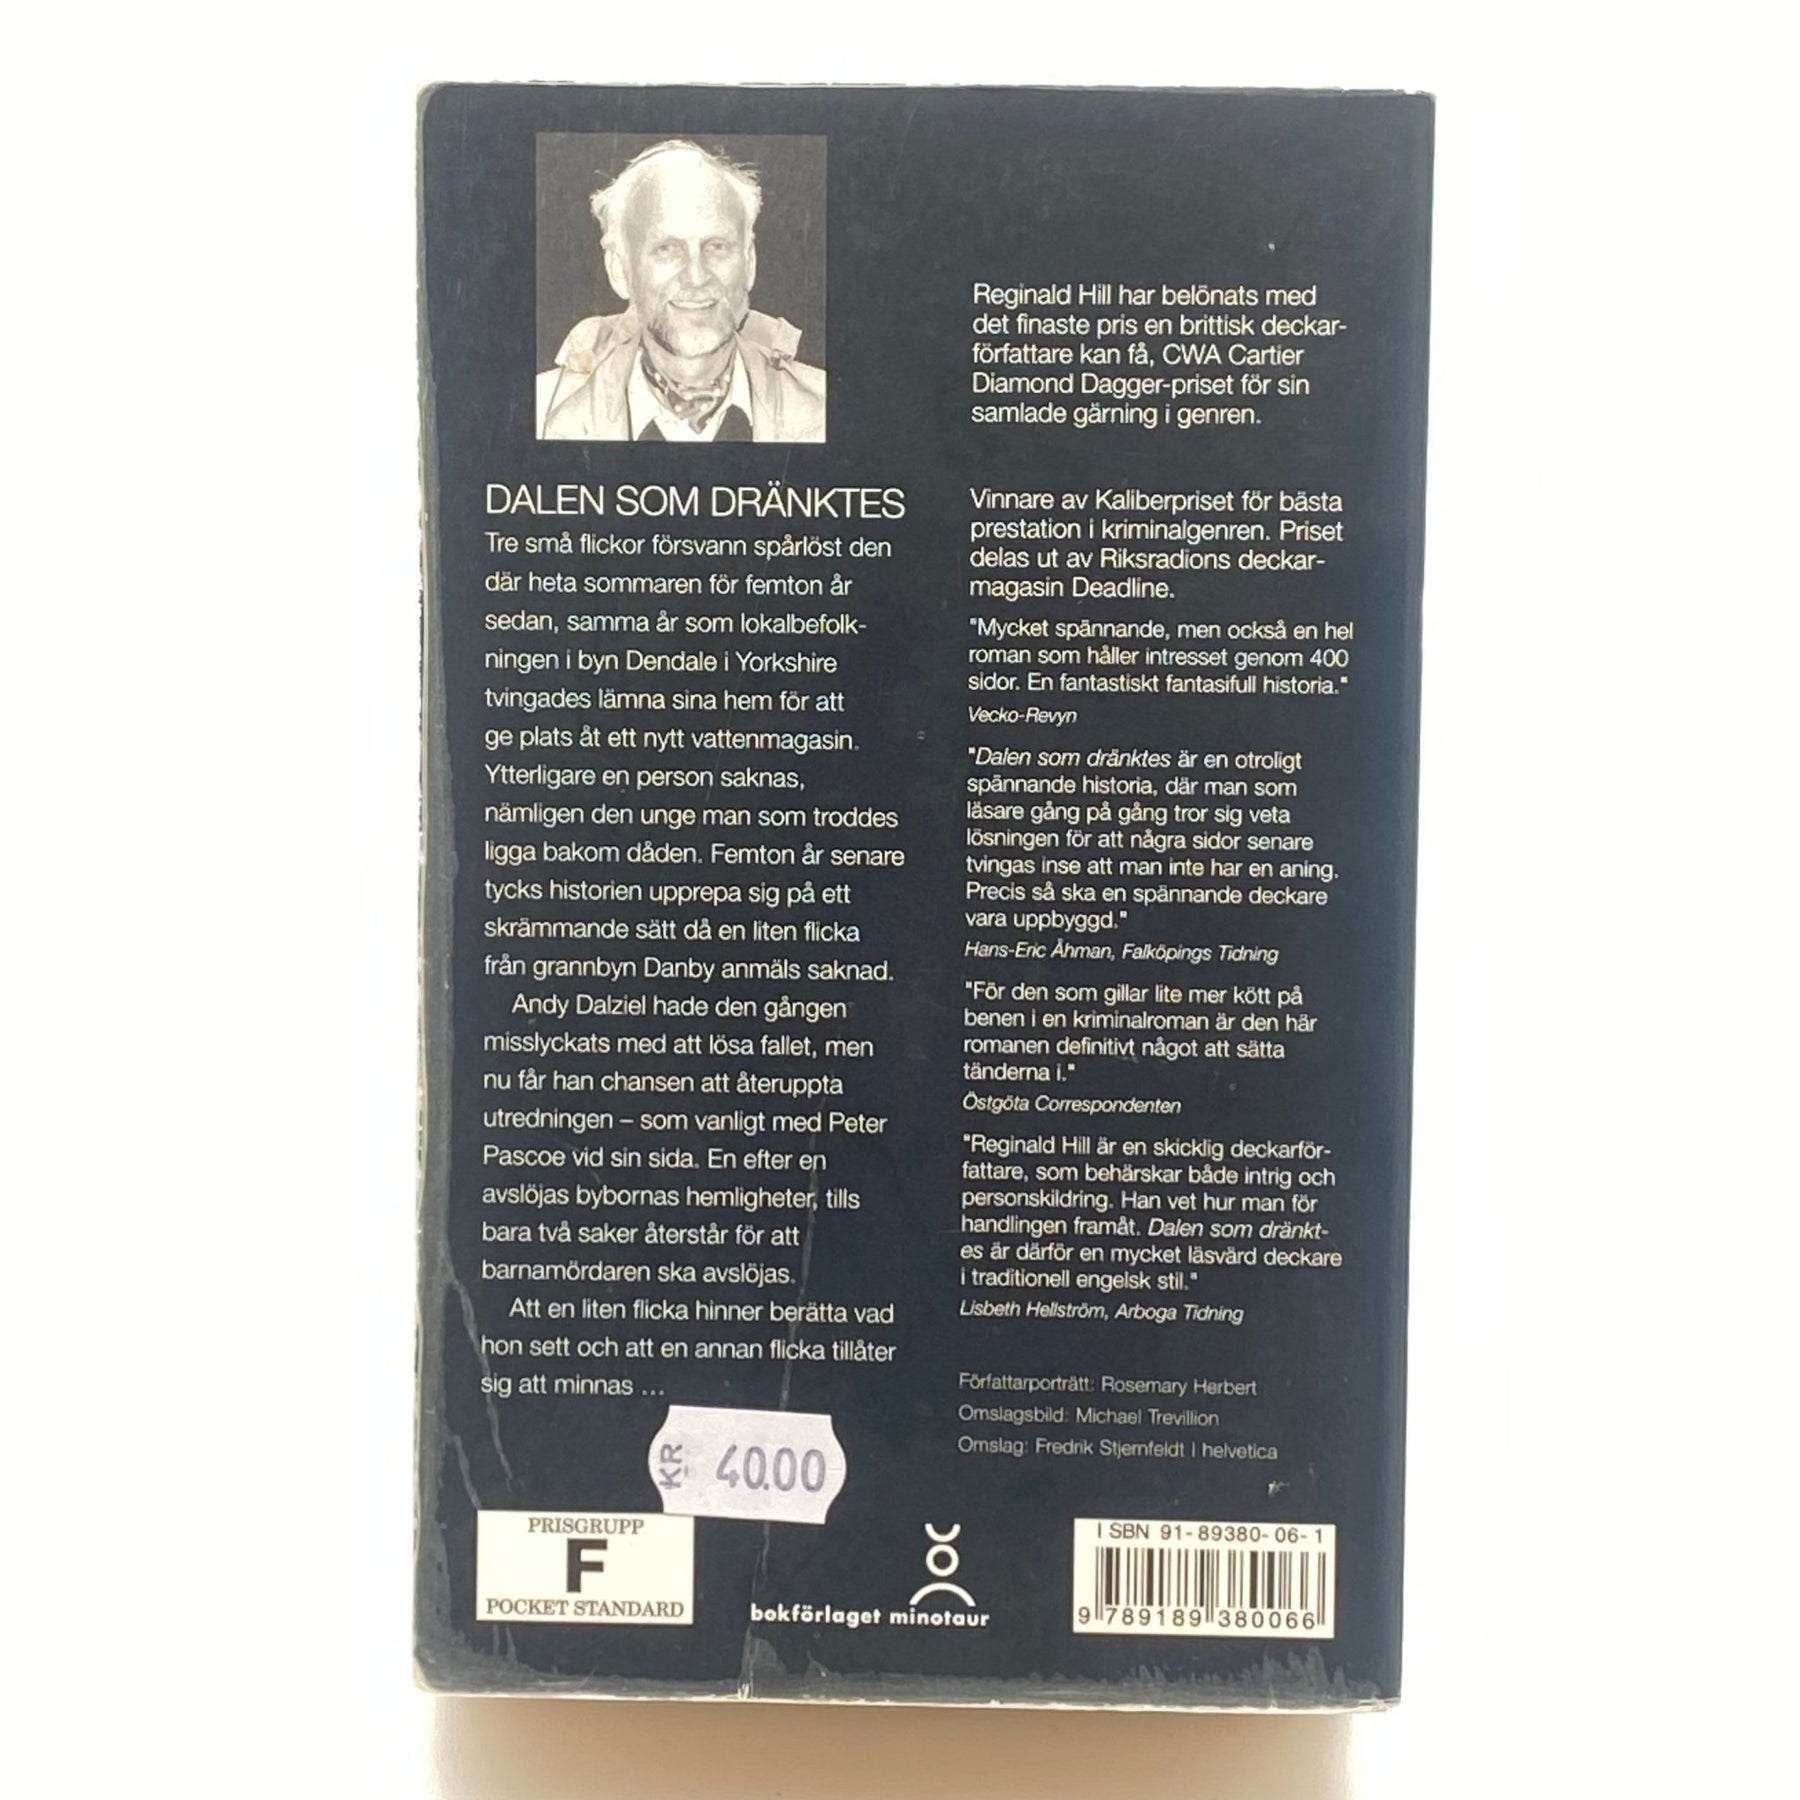 DALEN SOM DRÄNKTES
Tre små flickor försvann spårlöst den
där heta sommaren för femton år
sedan, samma år som lokalbefolk-
ningen i byn Dendale i Yorkshire
tvingades lämna sina hem för att
ge plats åt ett nytt vattenmagasin.
Ytterligare en person saknas,
nämligen den unge man som troddes
ligga bakom dåden. Femton år senare
tycks historien upprepa sig på ett
skrämmande sätt då en liten flicka
från grannbyn Danby anmäls saknad.
Andy Dalziel hade den gången
misslyckats med att lösa fallet, men
nu får han chansen att återuppta
utredningen – som vanligt med Peter
Pascoe vid sin sida. En efter en
avslöjas bybornas hemligheter, tills
bara två saker återstår för att
barnamördaren ska avslöjas.
Att en liten flicka hinner berätta vad
hon sett och att en annan flicka tillåter
sig att minnas ...
KR 40.00
PRISGRUPP
F
POCKET STANDARD
Reginald Hill har belönats med
det finaste pris en brittisk deckar-
författare kan få, CWA Cartier
Diamond Dagger-priset för sin
samlade gärning i genren.
Vinnare av Kaliberpriset för bästa
prestation i kriminalgenren. Priset
delas ut av Riksradions deckar-
magasin Deadline.
"Mycket spännande, men också en hel
roman som håller intresset genom 400
sidor. En fantastiskt fantasifull historia."
Vecko-Revyn
"Dalen som dränktes är en otroligt
spännande historia, där man som
läsare gång på gång tror sig veta
lösningen för att några sidor senare
tvingas inse att man inte har en aning.
Precis så ska en spännande deckare
vara uppbyggd."
Hans-Eric Åhman, Falköpings Tidning
"För den som gillar lite mer kött på
benen i en kriminalroman är den här
romanen definitivt något att sätta
tänderna i."
Östgöta Correspondenten
"Reginald Hill är en skicklig deckarför-
fattare, som behärskar både intrig och
personskildring. Han vet hur man för
handlingen framåt. Dalen som dränkt-
es är därför en mycket läsvärd deckare
i traditionell engelsk stil."
Lisbeth Hellström, Arboga Tidning
Författarporträtt: Rosemary Herbert
Omslagsbild: Michael Trevillion
Omslag: Fredrik Stjernfeldt I helvetica
bokförlaget minotaur
ISBN 91-89380-06-1
9 789189 380066